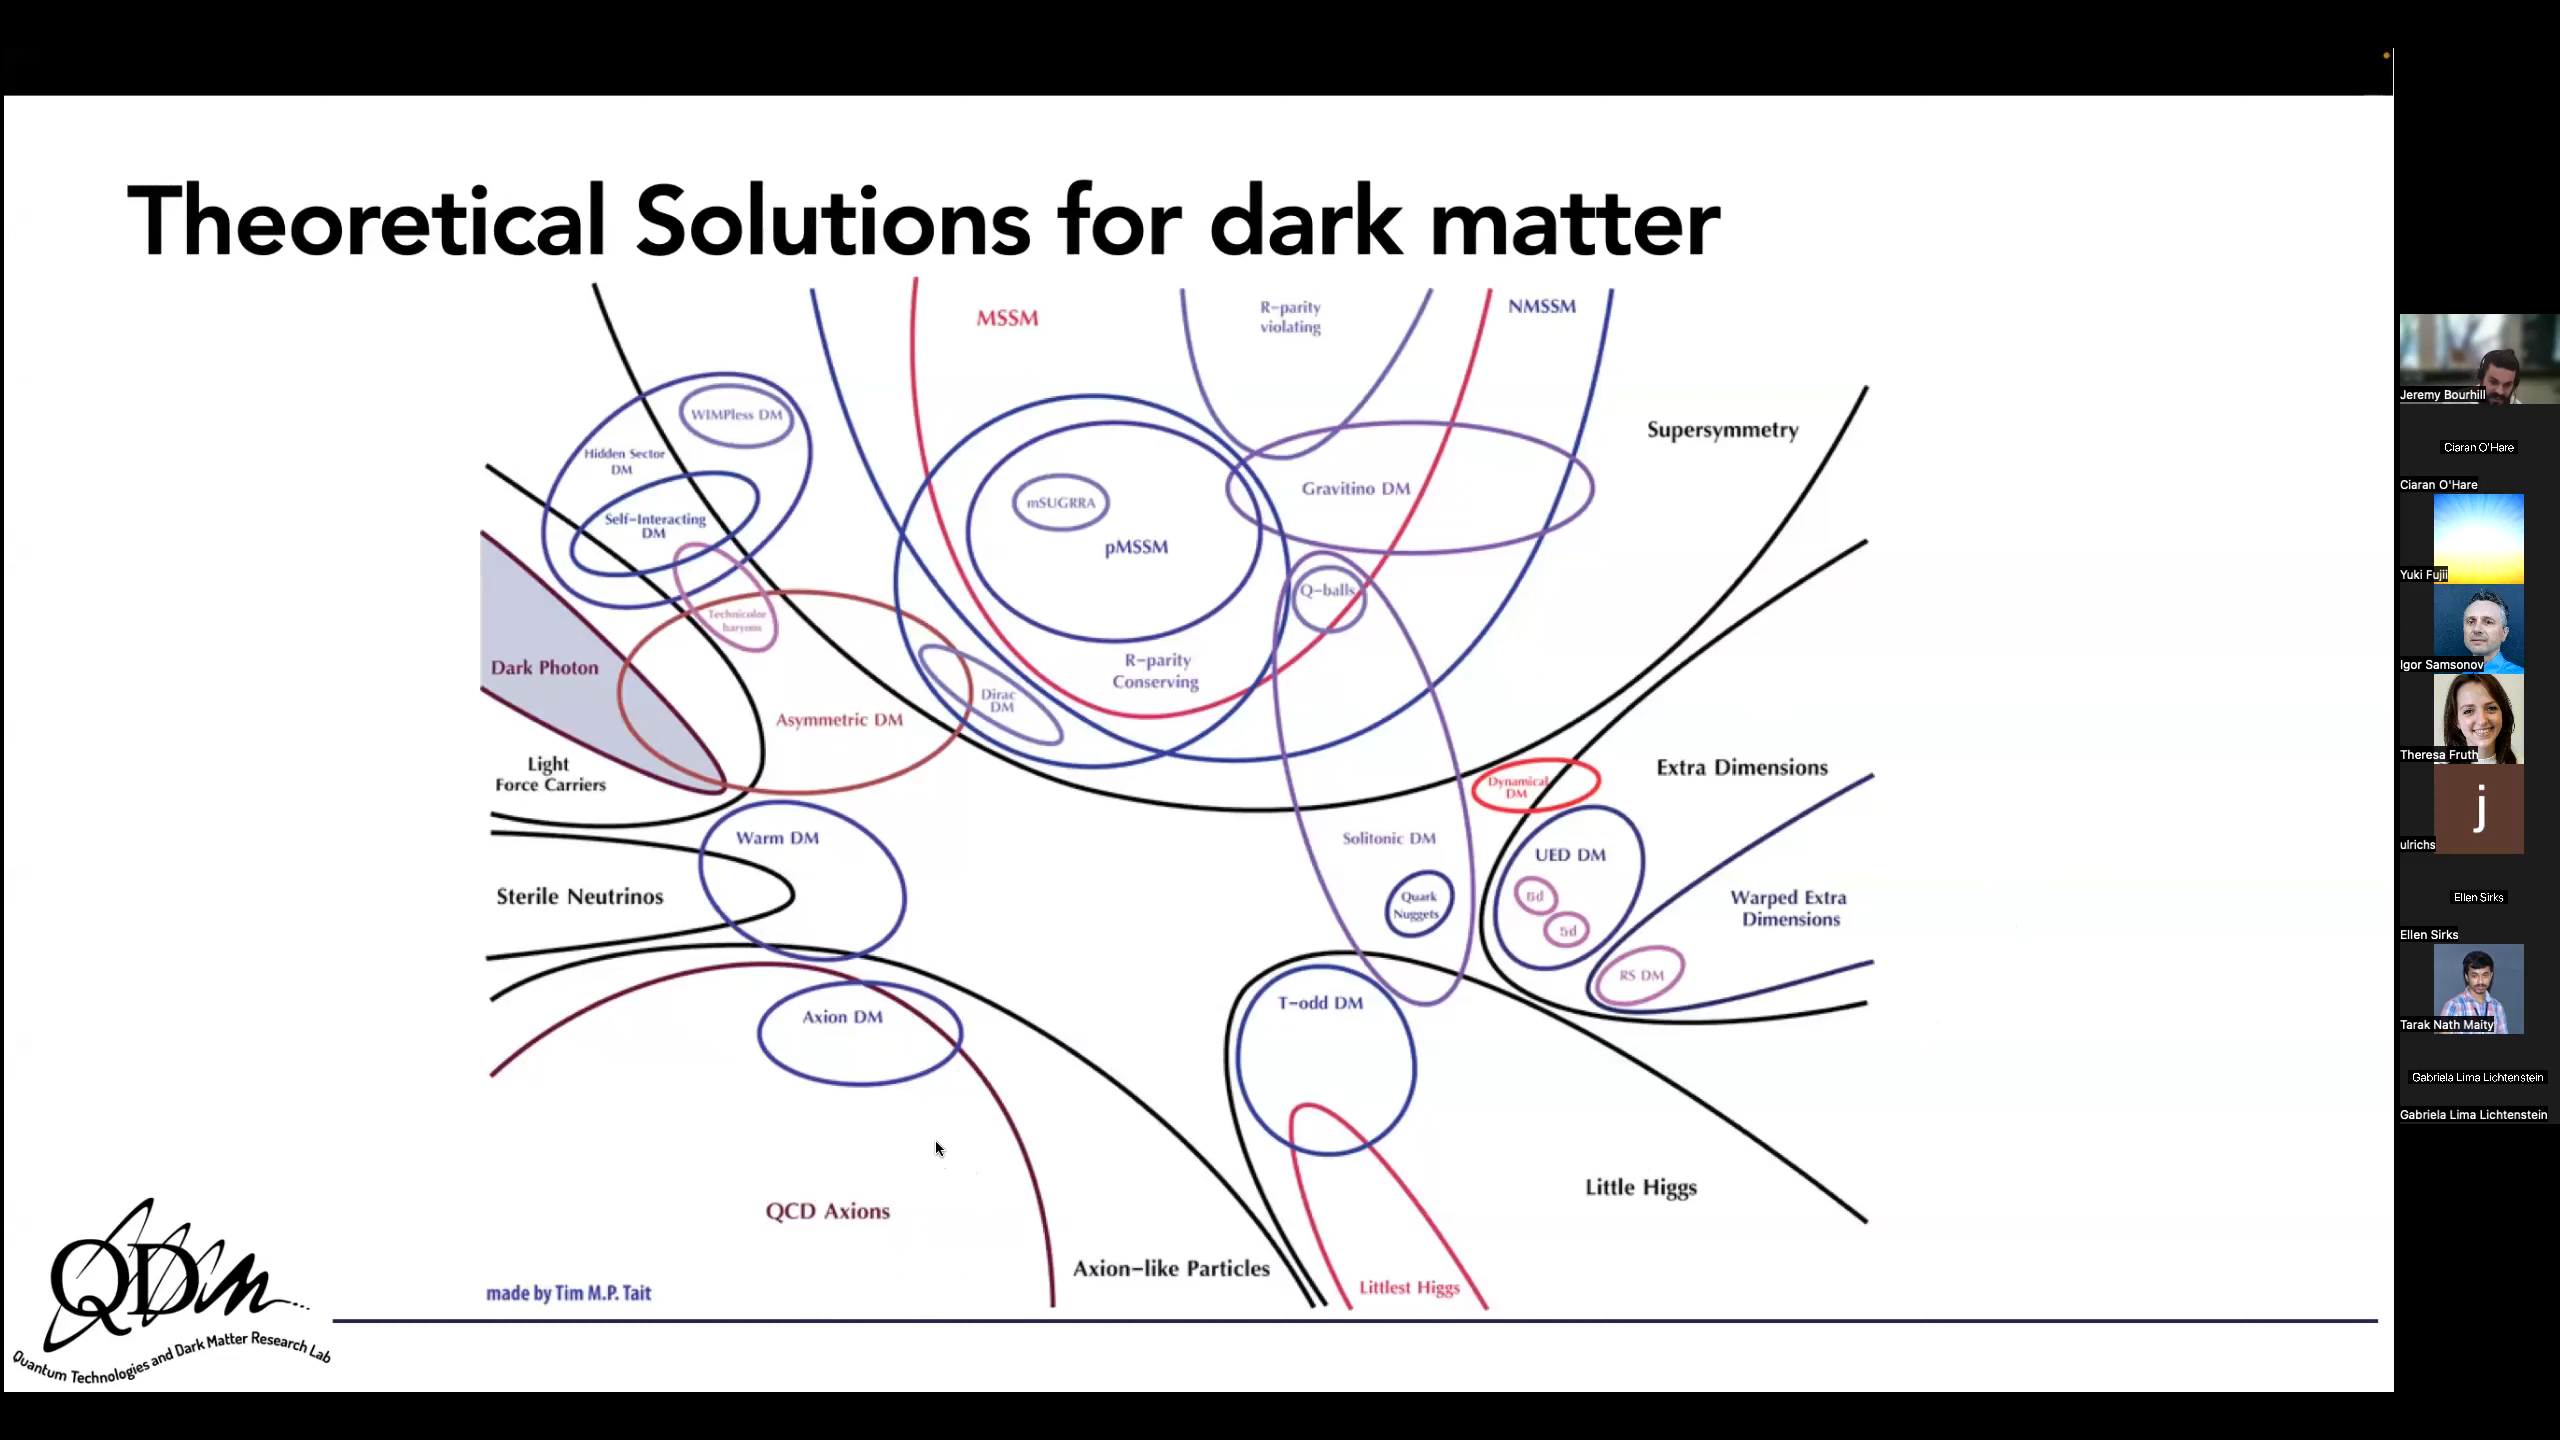 Theoretical Solutions for dark matter
MSSM
R-parity
violating
NMSSM
WIMPless DM
Hidden Sector
DM
Self-Interacting
DM
mSUGRRA
pMSSM
Gravitino DM
Supersymmetry
Q-balls
Technicolor
baryons
Dark Photon
R-parity
Conserving
Dirac
DM
Asymmetric DM
Light
Force Carriers
Dynamical
DM
Extra Dimensions
Warm DM
Solitonic DM
UED DM
6d
5d
Quark
Nuggets
Sterile Neutrinos
Warped Extra
Dimensions
RS DM
Axion DM
T-odd DM
QCD Axions
Little Higgs
Axion-like Particles
Littlest Higgs
made by Tim M.P. Tait
QDM
Quantum Technologies and Dark Matter Research Lab
Jeremy Bourhill
Ciaran O'Hare
Ciaran O'Hare
Yuki Fujii
Igor Samsonov
Theresa Fruth
j
ulrichs
Ellen Sirks
Ellen Sirks
Tarak Nath Maity
Gabriela Lima Lichtenstein
Gabriela Lima Lichtenstein